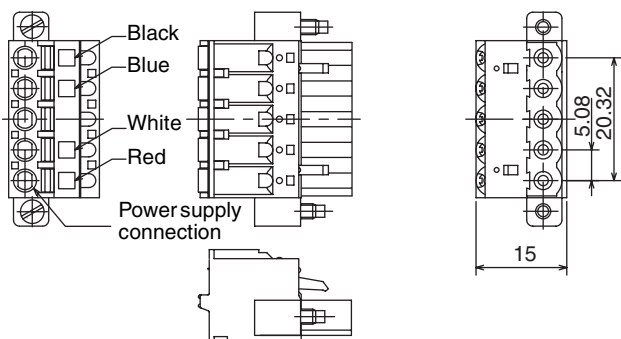 Black
Blue
White
Red
Power supply
connection
5.08
20.32
15